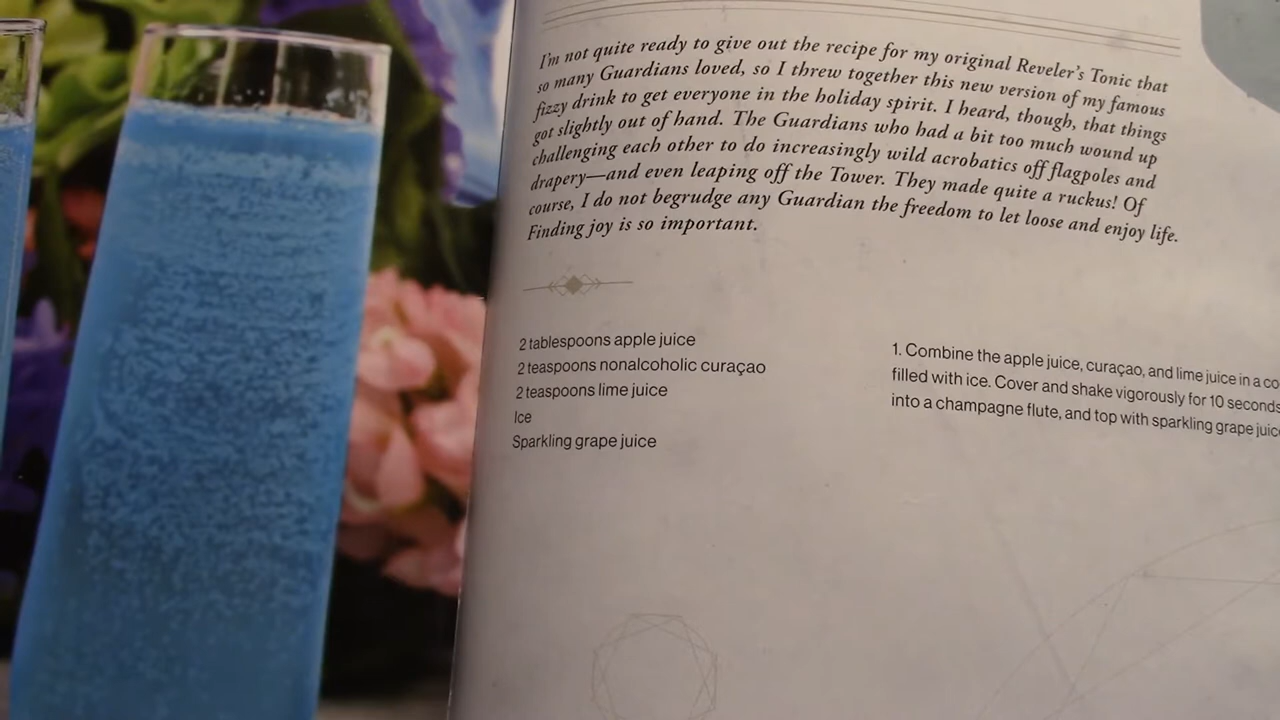 I'm not quite ready to give out the recipe for my original Reveler's Tonic that
so many Guardians loved, so I threw together this new version of my famous
fizzy drink to get everyone in the holiday spirit. I heard, though, that things
got slightly out of hand. The Guardians who had a bit too much wound up
challenging each other to do increasingly wild acrobatics off flagpoles and
drapery—and even leaping off the Tower. They made quite a ruckus! Of
course, I do not begrudge any Guardian the freedom to let loose and enjoy life.
Finding joy is so important.
2 tablespoons apple juice
2 teaspoons nonalcoholic curaçao
2 teaspoons lime juice
Ice
Sparkling grape juice
1. Combine the apple juice, curaçao, and lime juice in a co
filled with ice. Cover and shake vigorously for 10 seconds
into a champagne flute, and top with sparkling grape juic